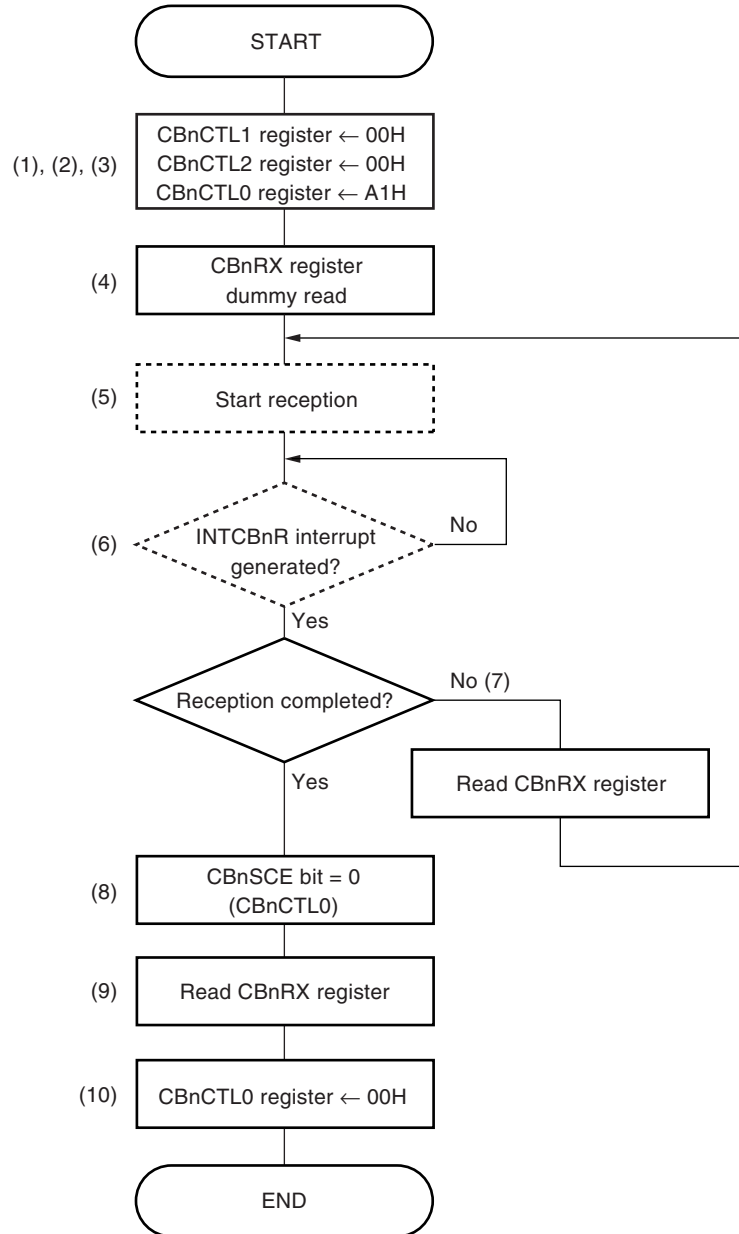 START
(1), (2), (3)
CBnCTL1 register ← 00H
CBnCTL2 register ← 00H
CBnCTL0 register ← A1H
(4)
CBnRX register
dummy read
(5)
Start reception
(6)
INTCBnR interrupt
generated?
No
Yes
Reception completed?
No (7)
Read CBnRX register
Yes
(8)
CBnSCE bit = 0
(CBnCTL0)
(9)
Read CBnRX register
(10)
CBnCTL0 register ← 00H
END